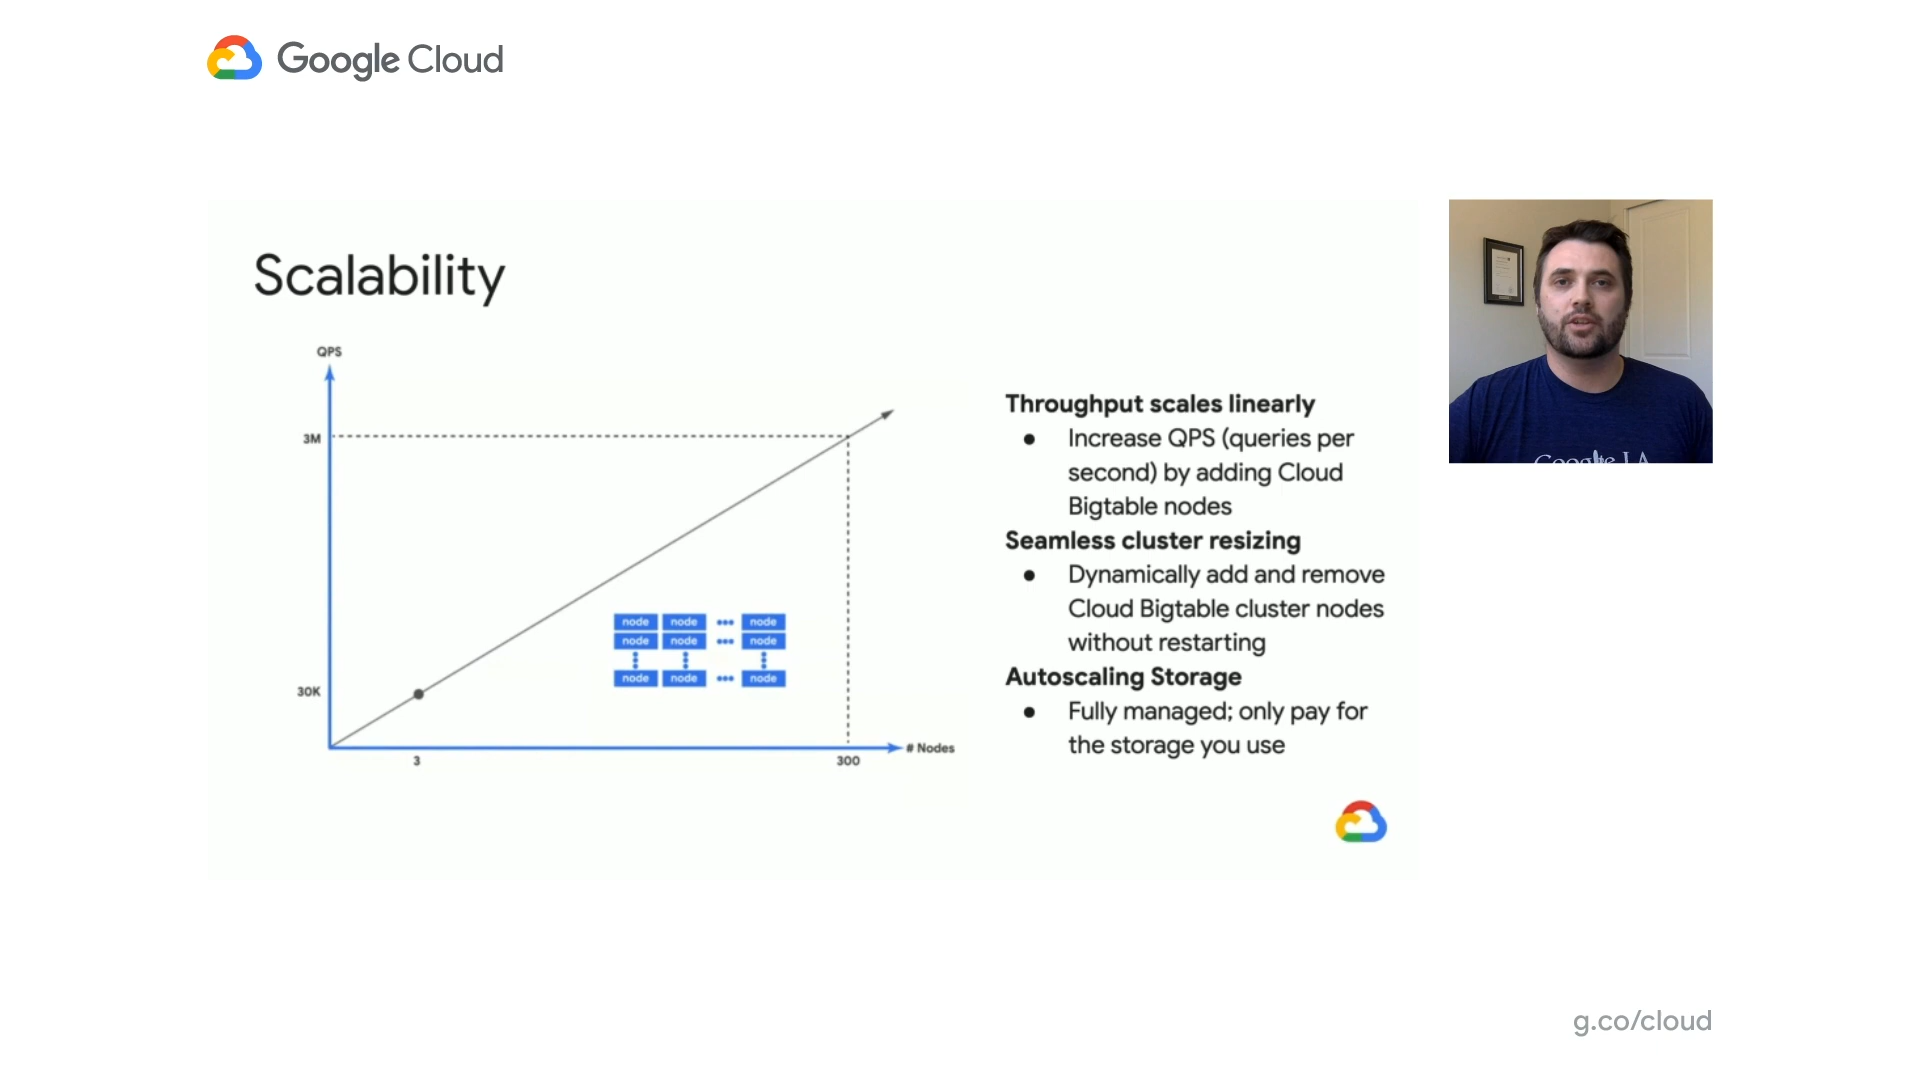 Google Cloud
Scalability
QPS
3M
30K
3
300
# Nodes
node node ••• node
node node ••• node
node node ••• node
Throughput scales linearly
● Increase QPS (queries per
second) by adding Cloud
Bigtable nodes
Seamless cluster resizing
● Dynamically add and remove
Cloud Bigtable cluster nodes
without restarting
Autoscaling Storage
● Fully managed; only pay for
the storage you use
Google LA
g.co/cloud